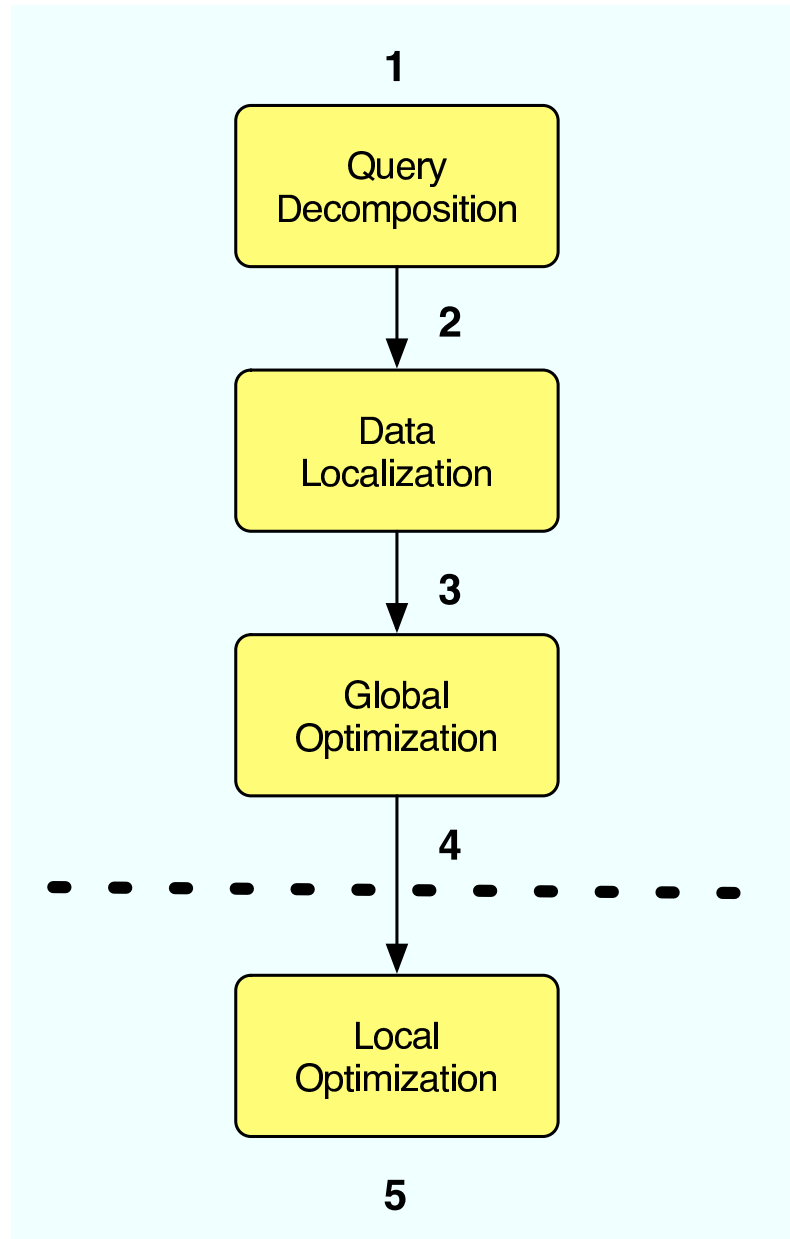 1
Query
Decomposition
2
Data
Localization
3
Global
Optimization
4
Local
Optimization
5